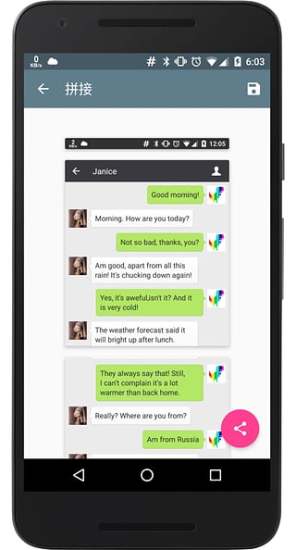 0
KB/s
#
6:03
拼接
#
12:05
Janice
Good morning!
Morning. How are you today?
Not so bad, thanks, you?
Am good, apart from all this
rain! It's chucking down again!
Yes, it's awefulJsn't it? And it
is very cold!
The weather forecast said it
will bright up after lunch.
They always say that! Still,
I can't complain it's a lot
warmer than back home.
Really? Where are you from?
Am from Russia